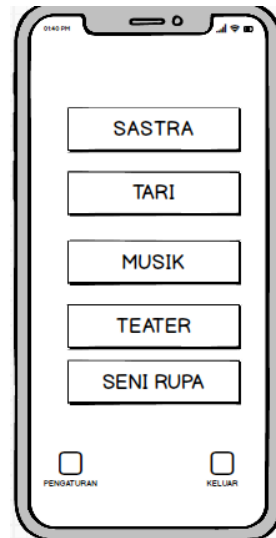 01:40 PM
SASTRA
TARI
MUSIK
TEATER
SENI RUPA
PENGATURAN
KELUAR